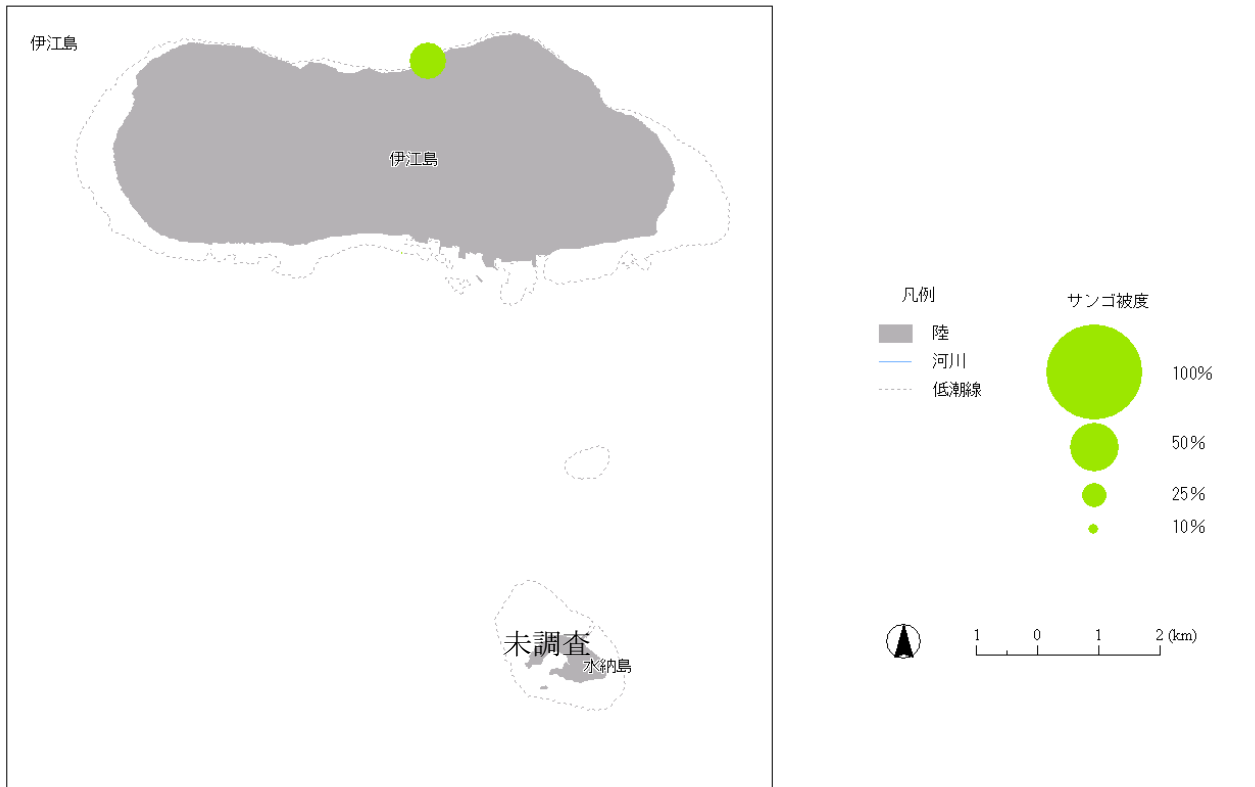 伊江島
伊江島
未調査
水納島
凡例
陸
河川
低潮線
サンゴ被度
100%
50%
25%
10%
1 0 1 2 (km)